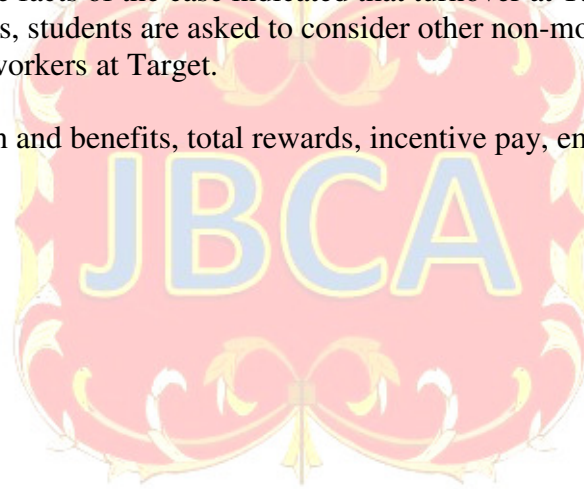 facts of the case indicated that turnover at
s, students are asked to consider other non-mo
workers at Target.
n and benefits, total rewards, incentive pay, en
JBCA